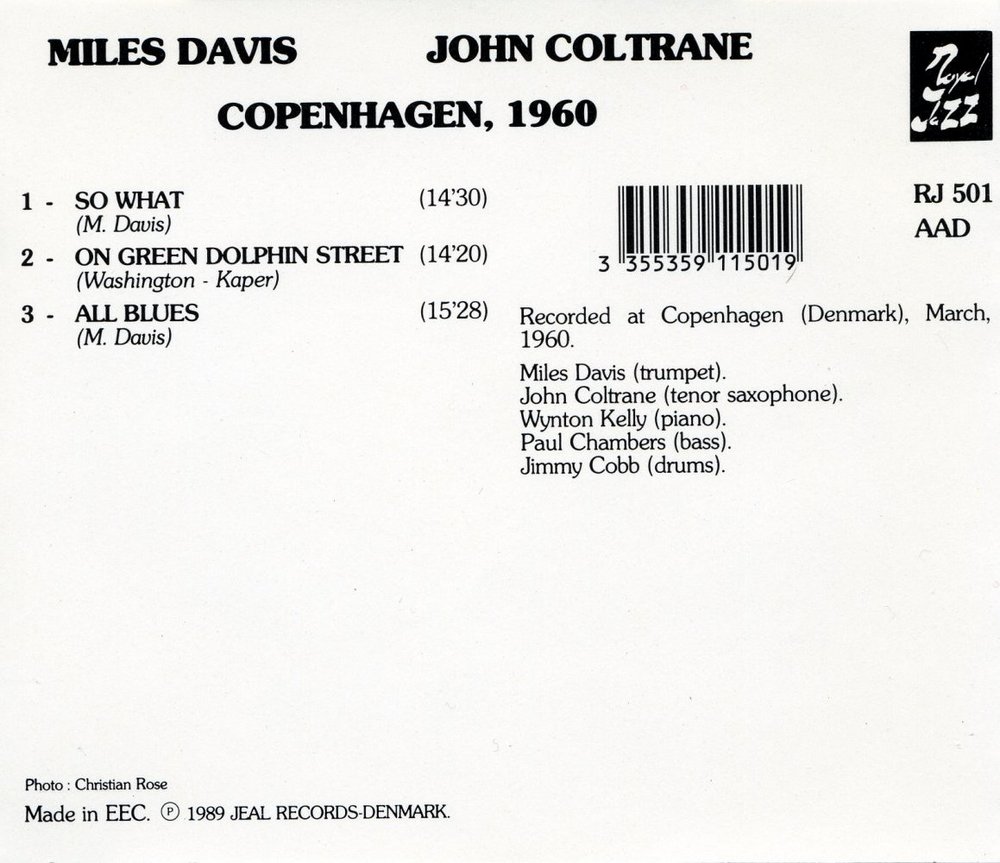 MILES DAVIS JOHN COLTRANE
COPENHAGEN, 1960
Royal
Jazz
1 - SO WHAT (14'30)
(M. Davis)
2 - ON GREEN DOLPHIN STREET (14'20)
(Washington - Kaper)
3 - ALL BLUES (15'28)
(M. Davis)
3 355359 115019
RJ 501
AAD
Recorded at Copenhagen (Denmark), March,
1960.
Miles Davis (trumpet).
John Coltrane (tenor saxophone).
Wynton Kelly (piano).
Paul Chambers (bass).
Jimmy Cobb (drums).
Photo : Christian Rose
Made in EEC. ℗ 1989 JEAL RECORDS-DENMARK.